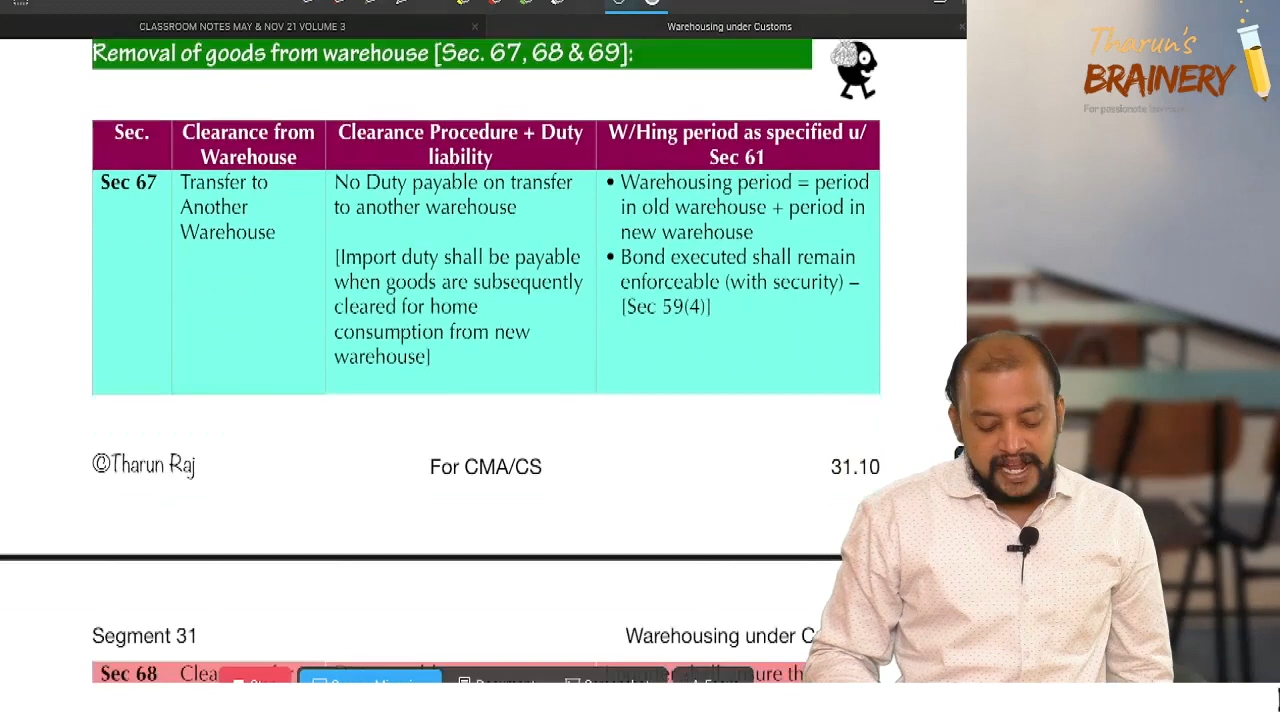 CLASSROOM NOTES MAY & NOV 21 VOLUME 3
Warehousing under Customs
Tharun's
BRAINERY
For passionate
Removal of goods from warehouse [Sec. 67, 68 & 69]:
Sec.
Clearance from
Warehouse
Clearance Procedure + Duty
liability
W/Hing period as specified u/
Sec 61
Sec 67
Transfer to
Another
Warehouse
No Duty payable on transfer
to another warehouse
[Import duty shall be payable
when goods are subsequently
cleared for home
consumption from new
warehouse]
• Warehousing period = period
in old warehouse + period in
new warehouse
• Bond executed shall remain
enforceable (with security) –
[Sec 59(4)]
©Tharun Raj
For CMA/CS
31.10
Segment 31
Warehousing under C
Sec 68